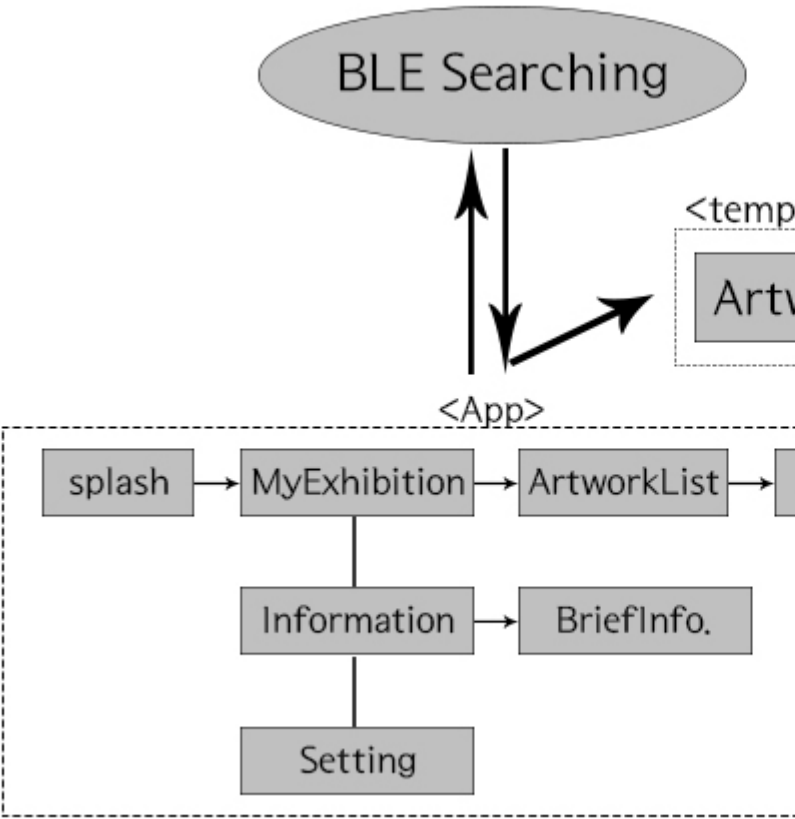 BLE Searching
<temp
Artw
<App>
splash
MyExhibition
ArtworkList
Information
BriefInfo.
Setting